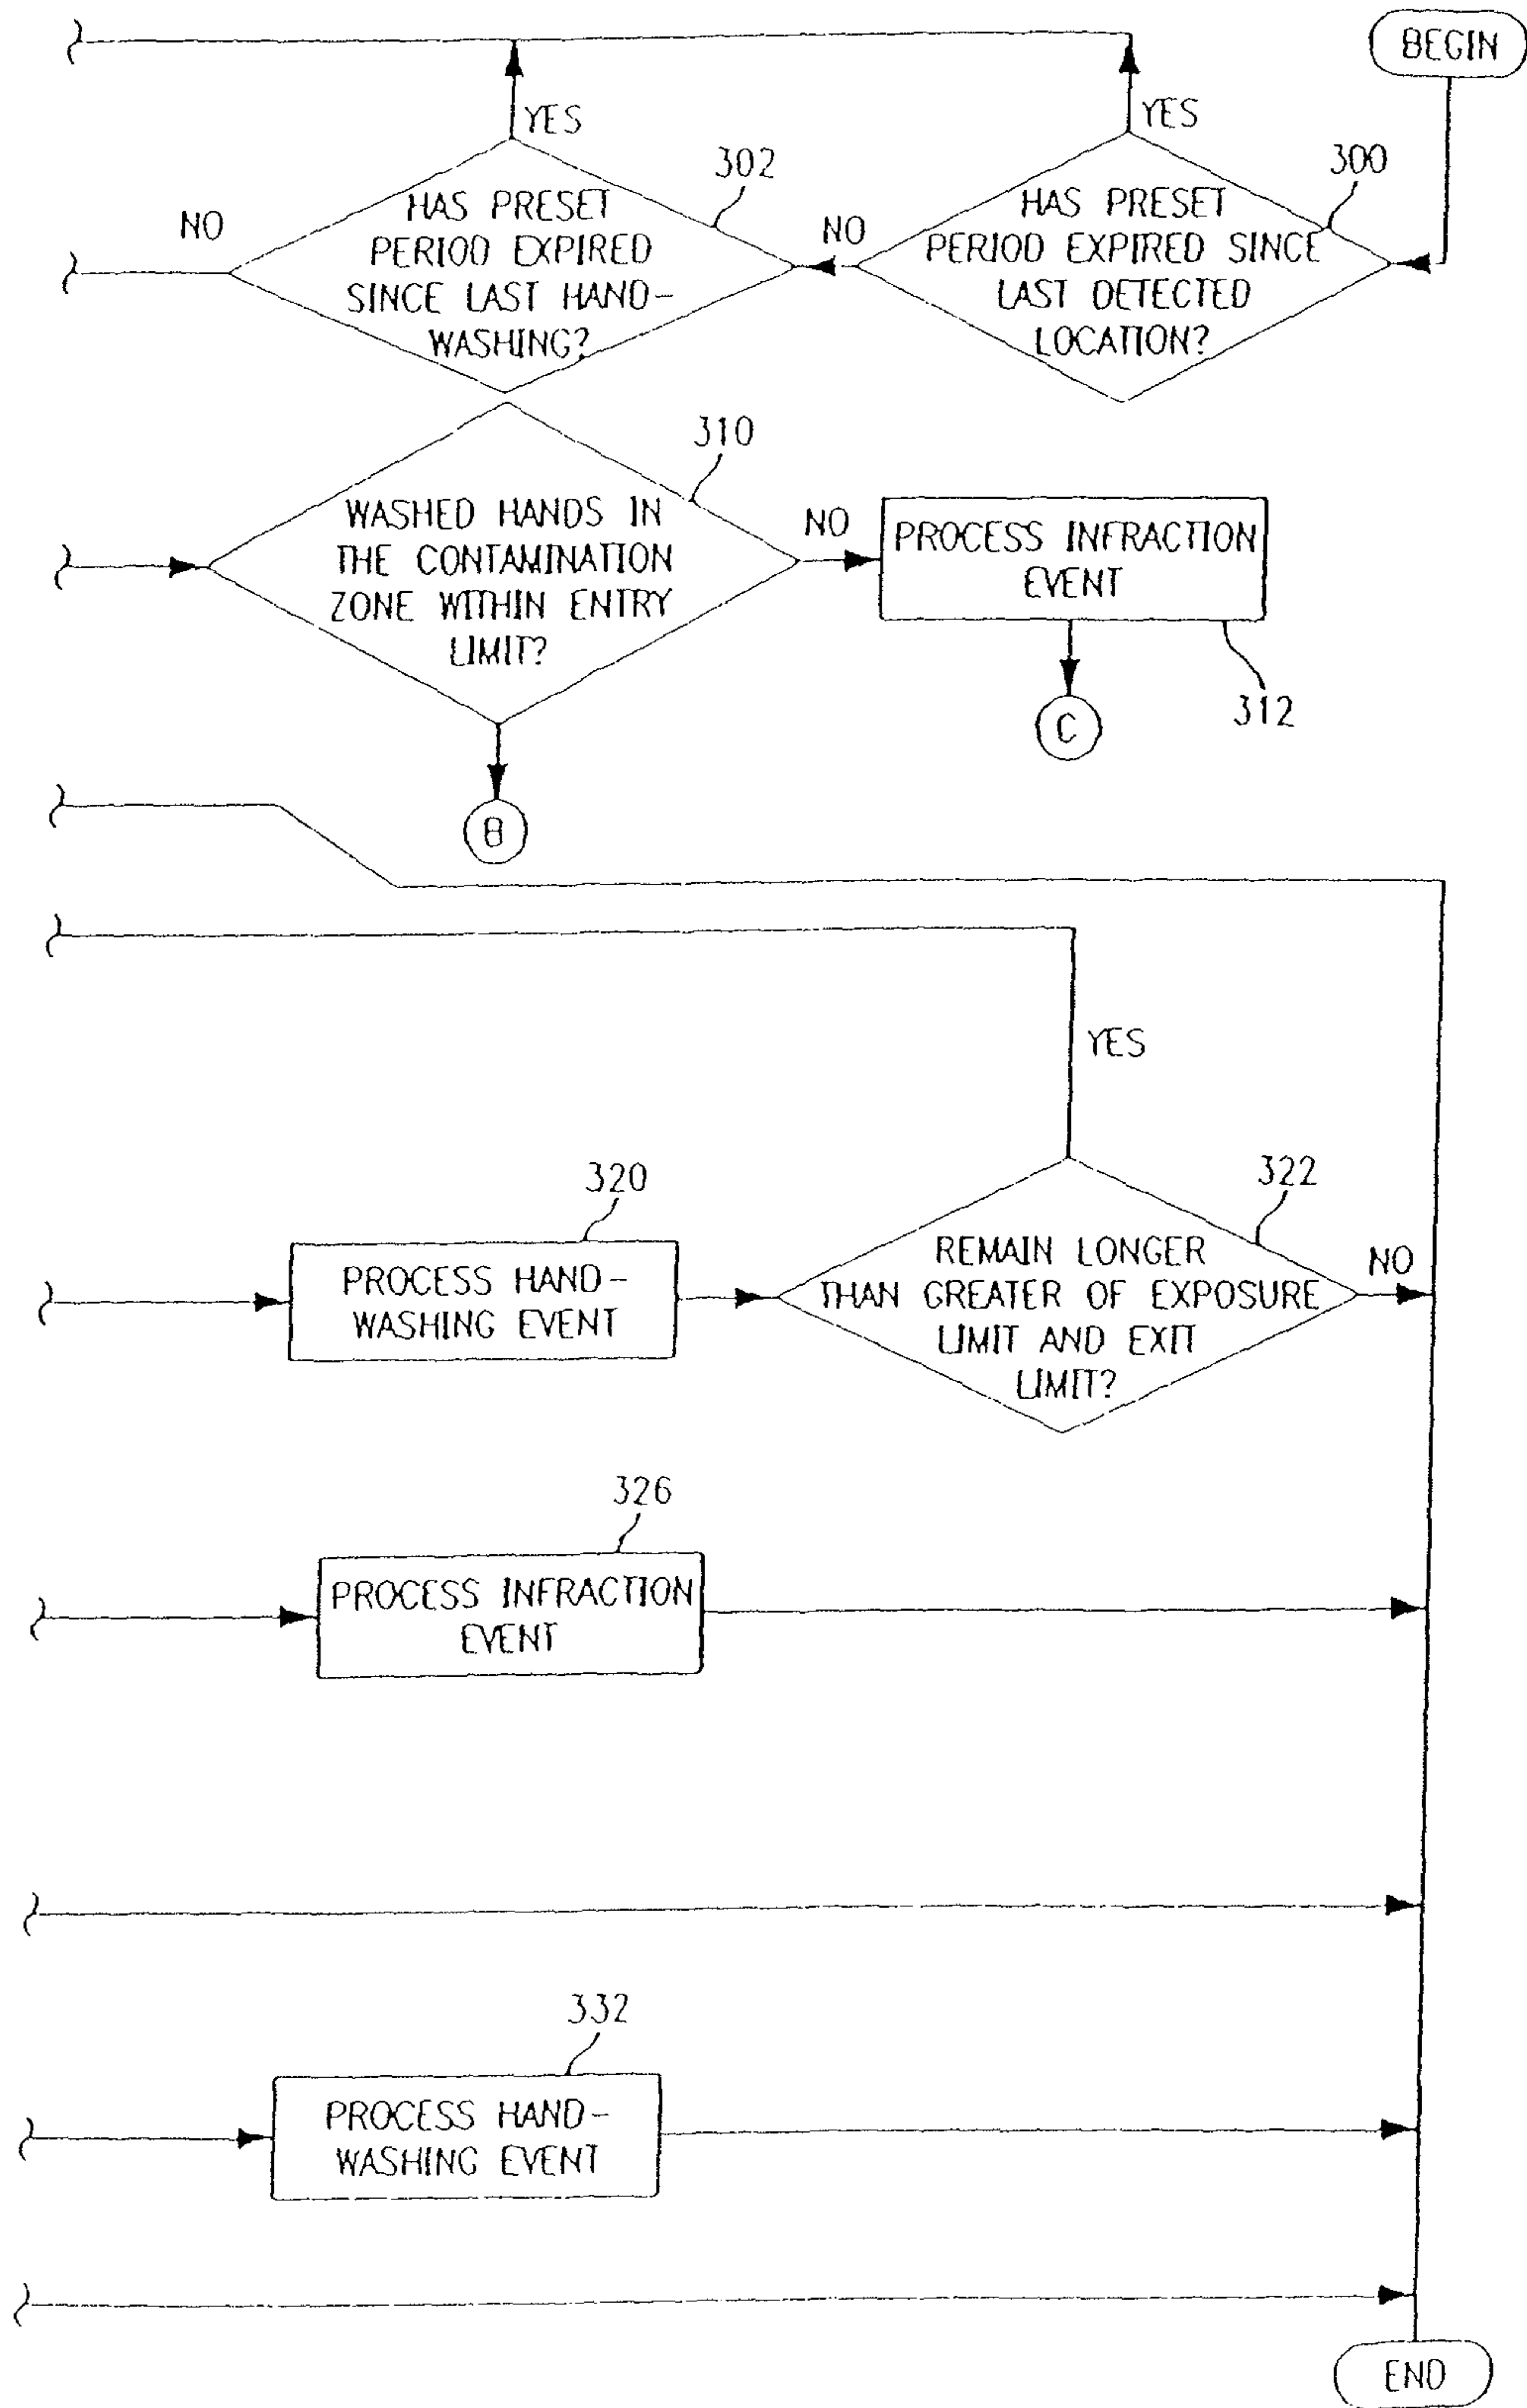 BEGIN
YES
YES
302
300
NO
HAS PRESET
PERIOD EXPIRED
SINCE LAST HAND-
WASHING?
NO
HAS PRESET
PERIOD EXPIRED SINCE
LAST DETECTED
LOCATION?
310
WASHED HANDS IN
THE CONTAMINATION
ZONE WITHIN ENTRY
LIMIT?
NO
PROCESS INFRACTION
EVENT
312
C
B
YES
320
322
PROCESS HAND-
WASHING EVENT
REMAIN LONGER
THAN GREATER OF EXPOSURE
LIMIT AND EXIT
LIMIT?
NO
326
PROCESS INFRACTION
EVENT
332
PROCESS HAND-
WASHING EVENT
END